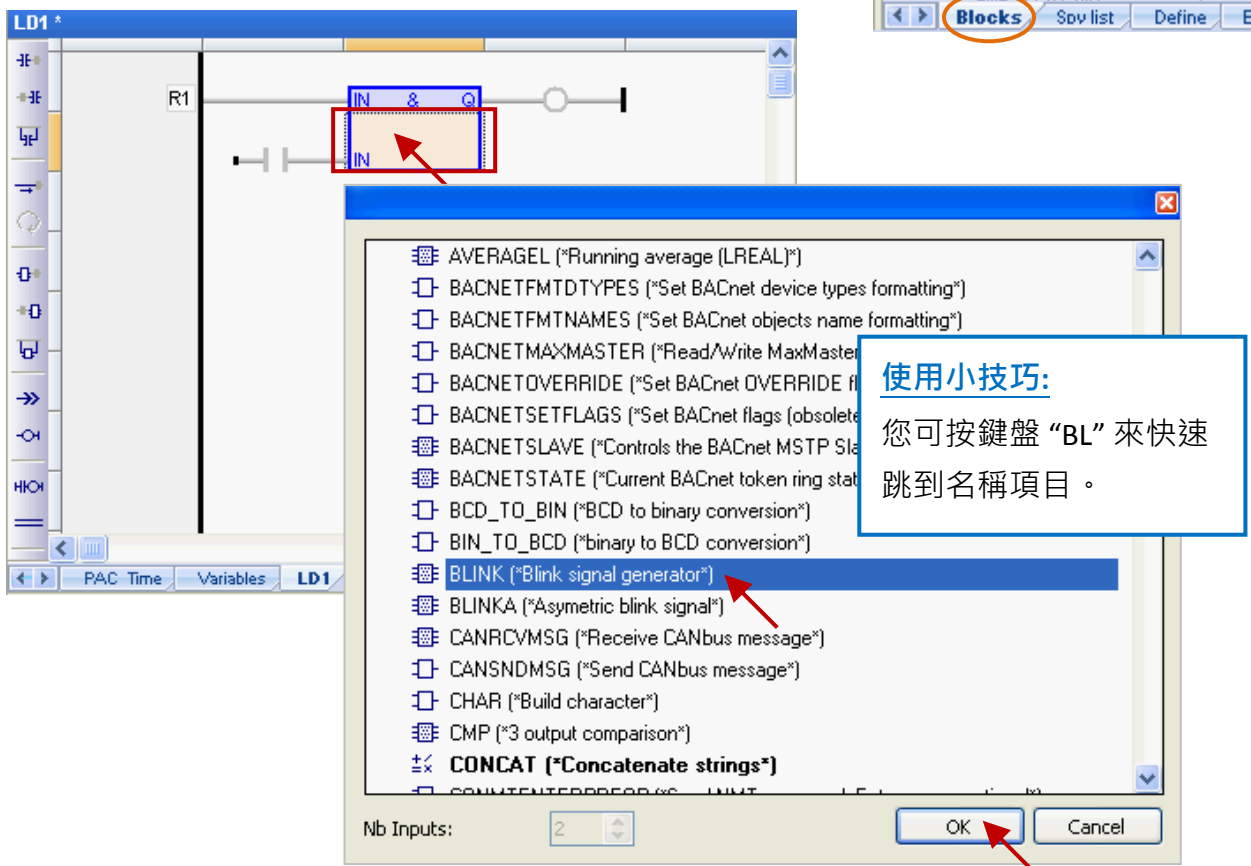 LD1 *
Blocks
Spy list
Define
R1
IN & Q
IN
AVERAGEL (*Running average (LREAL)*)
BACNETFMTDTYPES (*Set BACnet device types formatting*)
BACNETFMTNAMES (*Set BACnet objects name formatting*)
BACNETMAXMASTER (*Read/Write MaxMaster
BACNETOVERRIDE (*Set BACnet OVERRIDE
BACNETSETFLAGS (*Set BACnet flags (obsolete
BACNETSLAVE (*Controls the BACnet MSTP
BACNETSTATE (*Current BACnet token ring
BCD_TO_BIN (*BCD to binary conversion*)
BIN_TO_BCD (*binary to BCD conversion*)
BLINK (*Blink signal generator*)
BLINKA (*Asymetric blink signal*)
CANRCVMSG (*Receive CANbus message*)
CANSNDMSG (*Send CANbus message*)
CHAR (*Build character*)
CMP (*3 output comparison*)
CONCAT (*Concatenate strings*)
使用小技巧:
您可按鍵盤 “BL” 來快速
跳到名稱項目。
PAC Time
Variables
LD1
Nb Inputs:
2
OK
Cancel